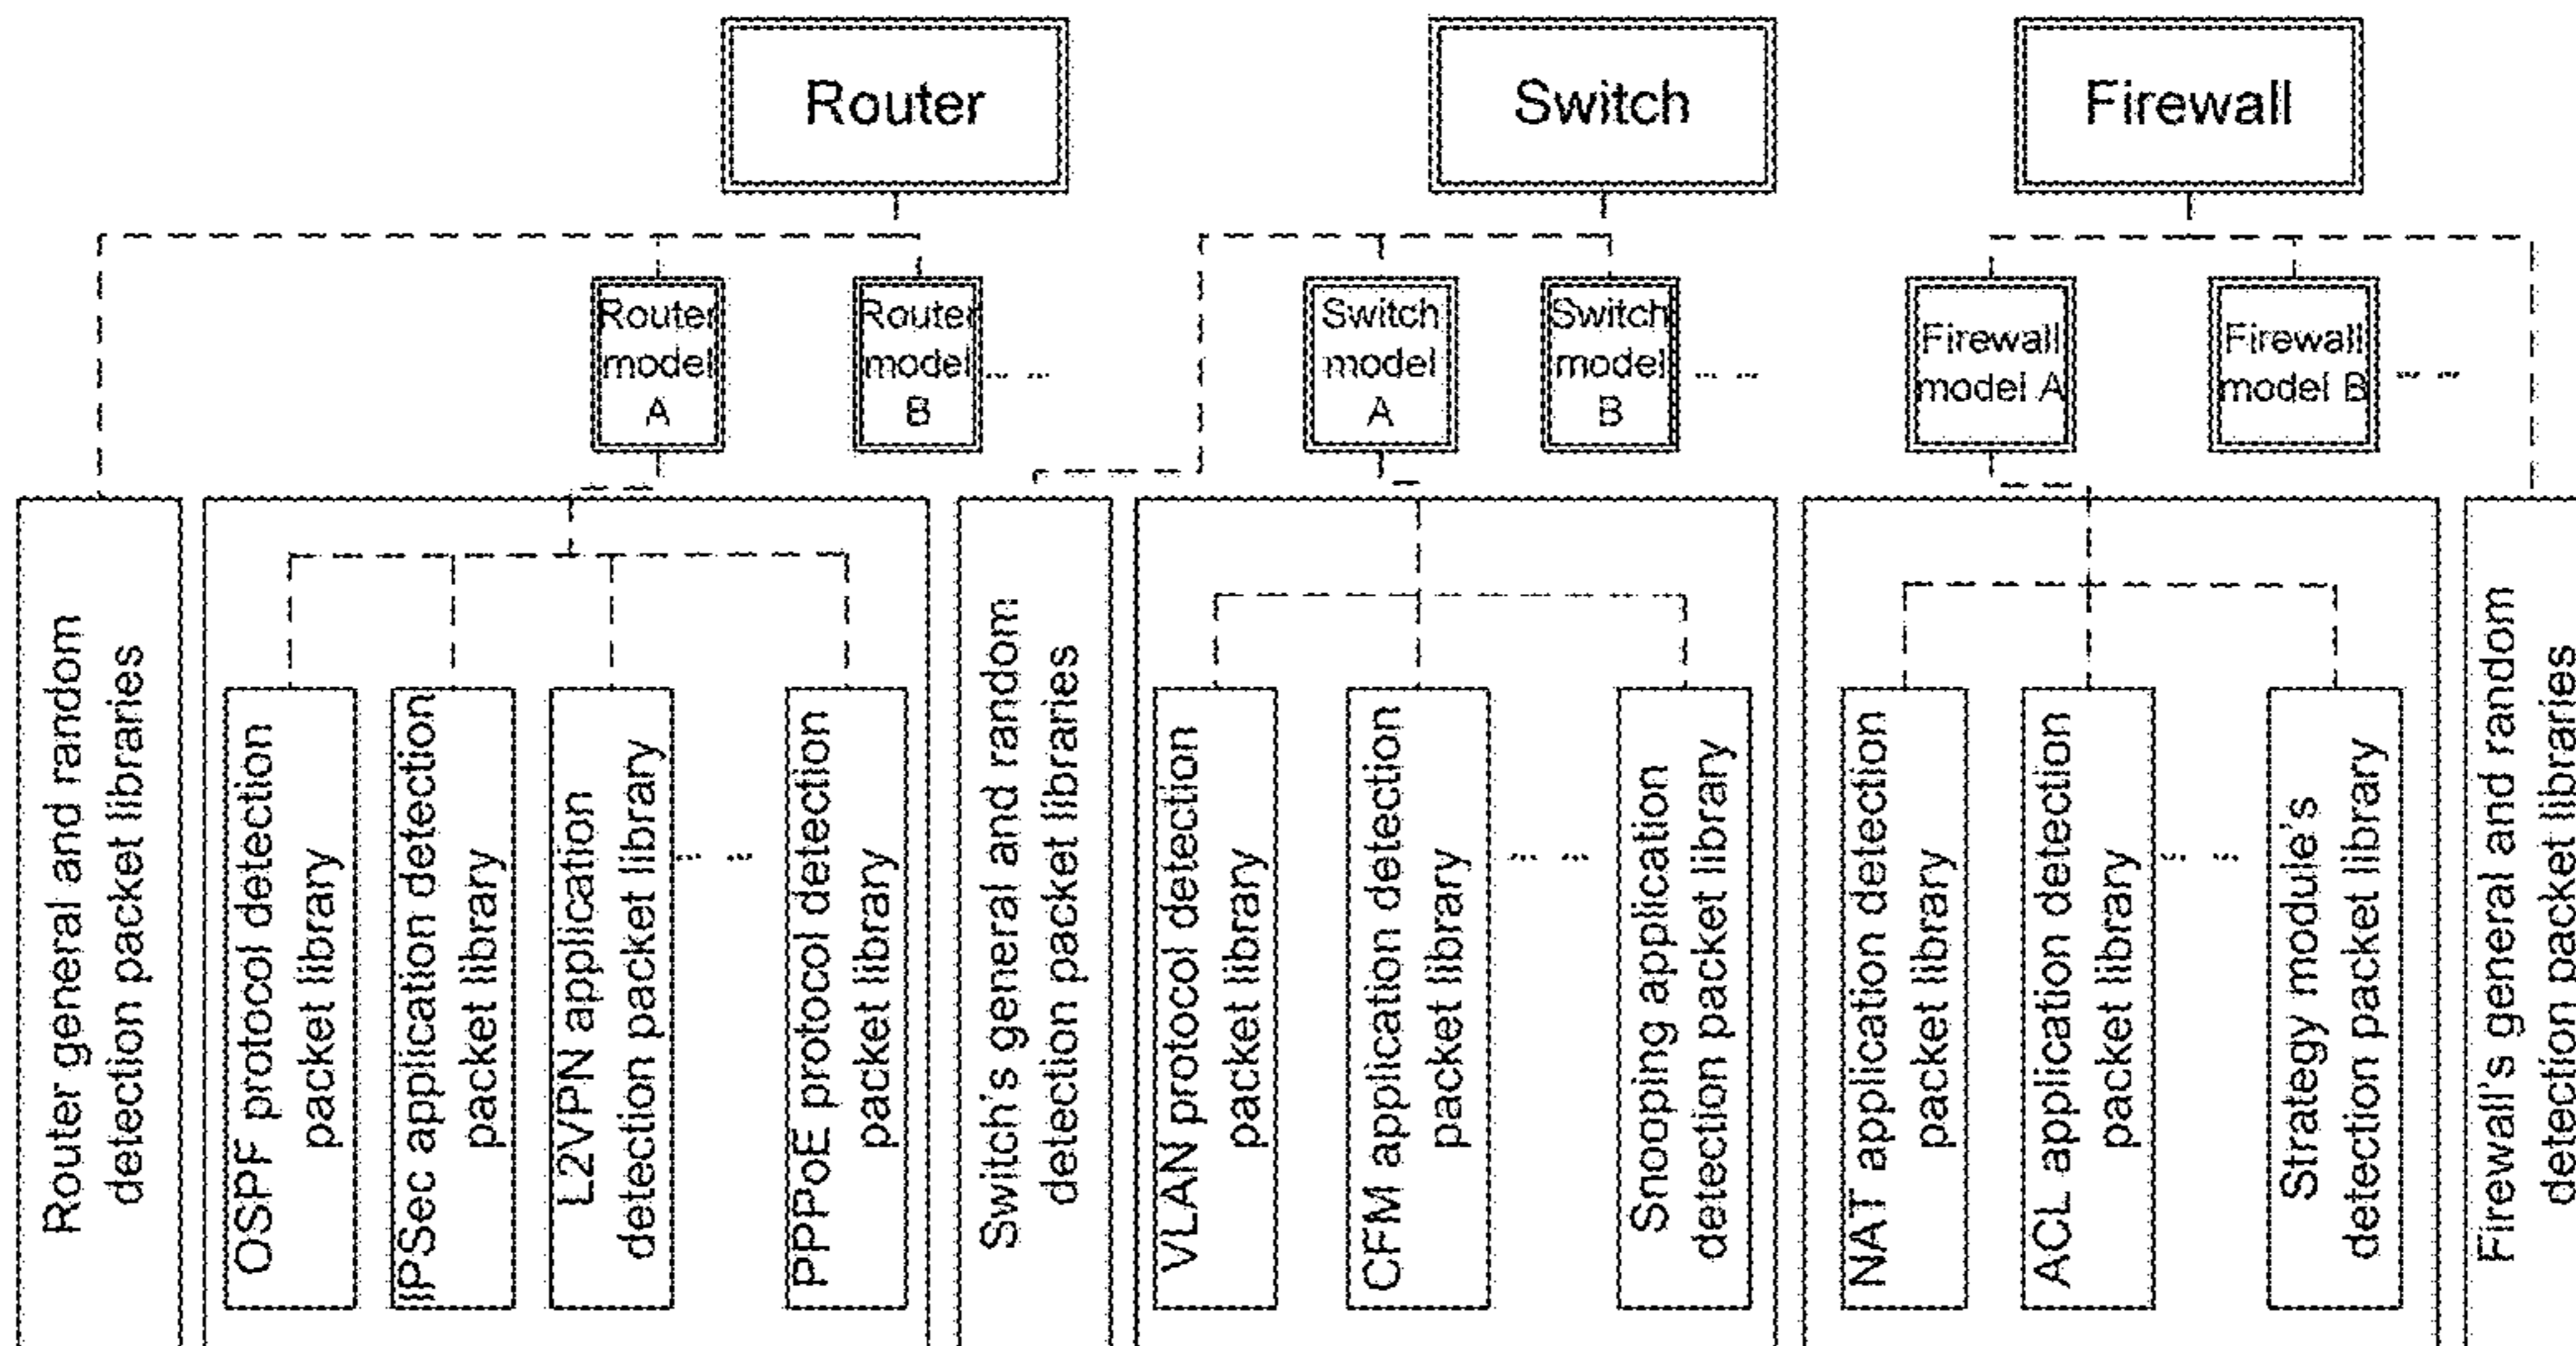 Router
Switch
Firewall
Router
model
A
Router
model
B
Switch
model
A
Switch
model
B
Firewall
model A
Firewall
model B
Router general and random
detection packet libraries
OSPF protocol detection
packet library
IPSec application detection
packet library
L2VPN application
detection packet library
PPPoE protocol detection
packet library
Switch's general and random
detection packet libraries
VLAN protocol detection
packet library
CFM application detection
packet library
Snooping application
detection packet library
NAT application detection
packet library
ACL application detection
packet library
Strategy module's
detection packet library
Firewall's general and random
detection packet libraries